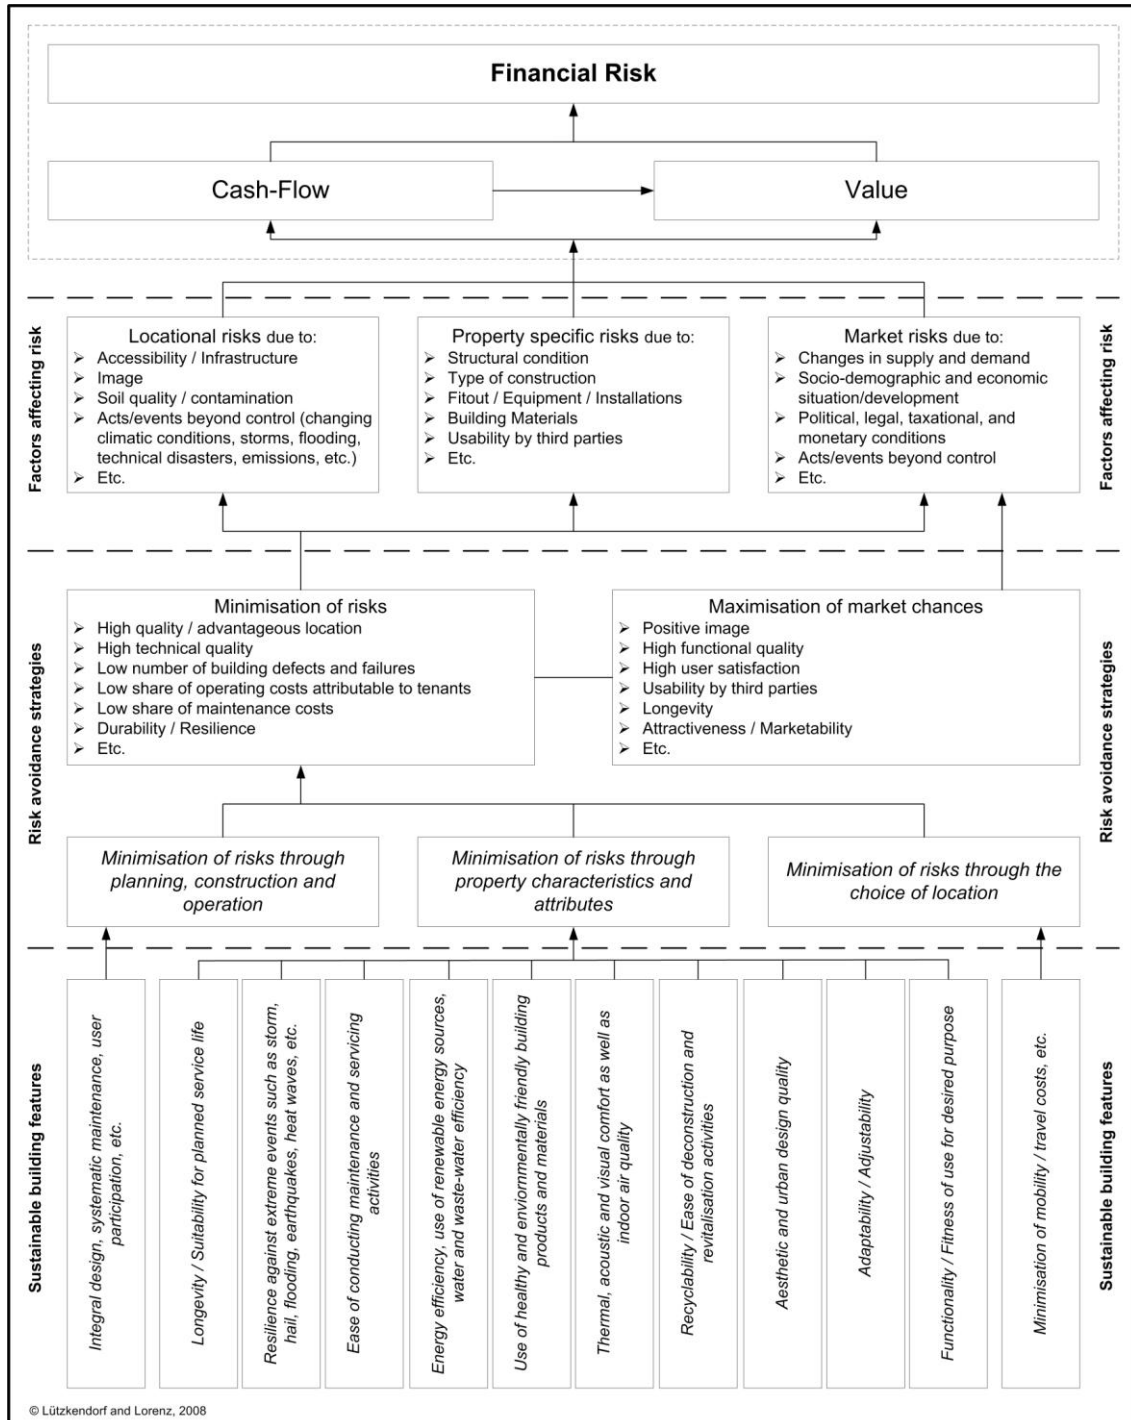 Financial Risk
Cash-Flow
Value
Factors affecting risk
Locational risks due to:
➢ Accessibility / Infrastructure
➢ Image
➢ Soil quality / contamination
➢ Acts/events beyond control (changing
climatic conditions, storms, flooding,
technical disasters, emissions, etc.)
➢ Etc.
Property specific risks due to:
➢ Structural condition
➢ Type of construction
➢ Fitout / Equipment / Installations
➢ Building Materials
➢ Usability by third parties
➢ Etc.
Market risks due to:
➢ Changes in supply and demand
➢ Socio-demographic and economic
situation/development
➢ Political, legal, taxational, and
monetary conditions
➢ Acts/events beyond control
➢ Etc.
Factors affecting risk
Risk avoidance strategies
Minimisation of risks
➢ High quality / advantageous location
➢ High technical quality
➢ Low number of building defects and failures
➢ Low share of operating costs attributable to tenants
➢ Low share of maintenance costs
➢ Durability / Resilience
➢ Etc.
Maximisation of market chances
➢ Positive image
➢ High functional quality
➢ High user satisfaction
➢ Usability by third parties
➢ Longevity
➢ Attractiveness / Marketability
➢ Etc.
Risk avoidance strategies
Minimisation of risks through
planning, construction and
operation
Minimisation of risks through
property characteristics and
attributes
Minimisation of risks through the
choice of location
Sustainable building features
Integral design, systematic maintenance, user
participation, etc.
Longevity / Suitability for planned service life
Resilience against extreme events such as storm,
hail, flooding, earthquakes, heat waves, etc.
Ease of conducting maintenance and servicing
activities
Energy efficiency, use of renewable energy sources,
water and waste-water efficiency
Use of healthy and enviormentally friendly building
products and materials
Thermal, acoustic and visual comfort as well as
indoor air quality
Recyclability / Ease of deconstruction and
revitalisation activities
Aesthetic and urban design quality
Adaptability / Adjustability
Functionality / Fitness of use for desired purpose
Minimisation of mobility / travel costs, etc.
Sustainable building features
© Lützkendorf and Lorenz, 2008